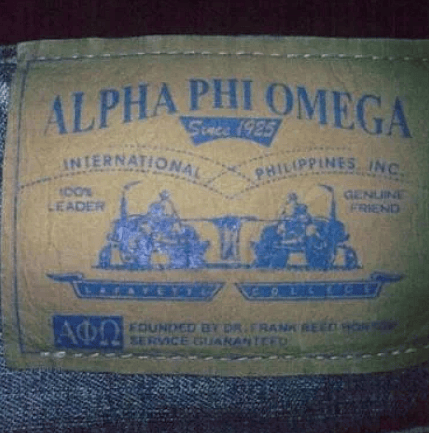 ALPHA PHI OMEGA
Since 1925
INTERNATIONAL PHILIPPINES, INC.
100% LEADER
GENUINE FRIEND
LAFAYETTE COLLEGE
ΑΦΩ FOUNDED BY DR. FRANK REED HORTON
SERVICE GUARANTEED